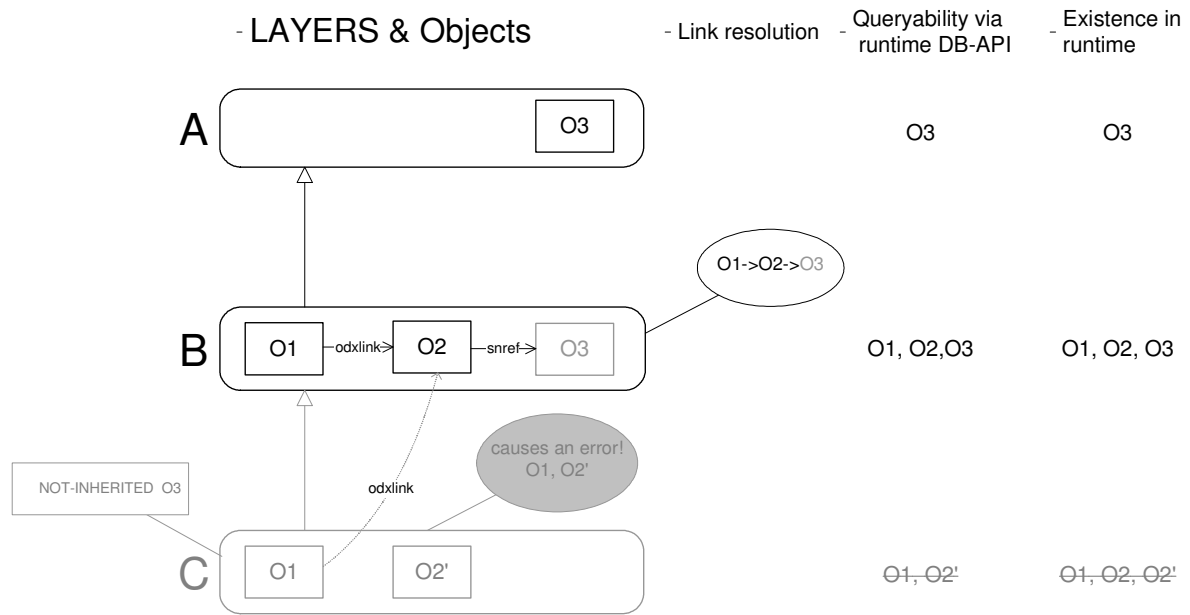 - LAYERS & Objects
- Link resolution
- Queryability via
runtime DB-API
- Existence in
runtime
A
O3
O3
O3
O1->O2->O3
B
O1
odxlink
O2
snref
O3
O1, O2,O3
O1, O2, O3
causes an error!
O1, O2'
NOT-INHERITED O3
odxlink
C
O1
O2'
O1, O2'
O1, O2, O2'